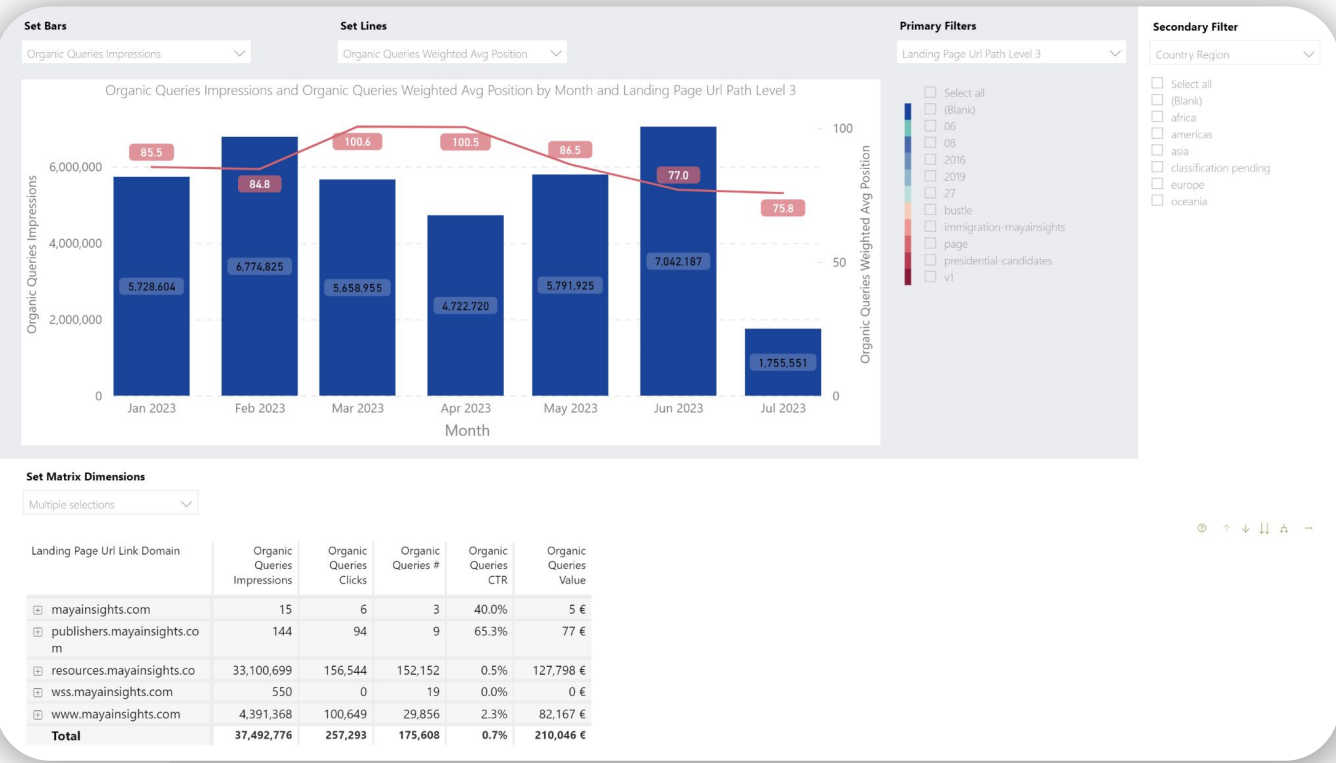 Set Bars
Organic Queries Impressions
Set Lines
Organic Queries Weighted Avg Position
Primary Filters
Landing Page Url Path Level 3
Secondary Filter
Country Region
Organic Queries Impressions and Organic Queries Weighted Avg Position by Month and Landing Page Url Path Level 3
Organic Queries Impressions
6,000,000
4,000,000
2,000,000
0
85.5
84.8
100.6
100.5
86.5
77.0
75.8
5,728,604
6,774,825
5,658,955
4,722,720
5,791,925
7,042,187
1,755,551
100
50
0
Organic Queries Weighted Avg Position
Jan 2023
Feb 2023
Mar 2023
Apr 2023
May 2023
Jun 2023
Jul 2023
Month
Select all
(Blank)
06
08
2016
2019
27
bustle
immigration-mayainsights
page
presidential-candidates
v1
Select all
(Blank)
africa
americas
asia
classification pending
europe
oceania
Set Matrix Dimensions
Multiple selections
Landing Page Url Link Domain
Organic
Queries
Impressions
Organic
Queries
Clicks
Organic
Queries #
Organic
Queries
CTR
Organic
Queries
Value
mayainsights.com 15 6 3 40.0% 5 €
publishers.mayainsights.co 144 94 9 65.3% 77 €
m
resources.mayainsights.co 33,100,699 156,544 152,152 0.5% 127,798 €
wss.mayainsights.com 550 0 19 0.0% 0 €
www.mayainsights.com 4,391,368 100,649 29,856 2.3% 82,167 €
Total 37,492,776 257,293 175,608 0.7% 210,046 €